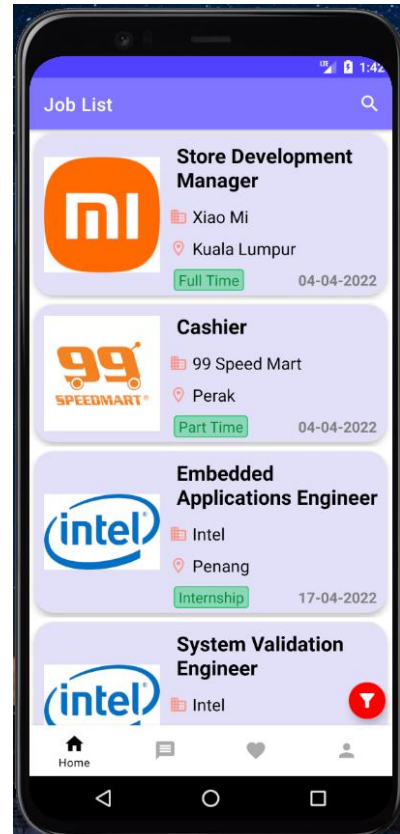 LTE 1:42
Job List
Store Development
Manager
mi
Xiao Mi
Kuala Lumpur
Full Time 04-04-2022
Cashier
99
SPEEDMART
99 Speed Mart
Perak
Part Time 04-04-2022
Embedded
Applications Engineer
intel
Intel
Penang
Internship 17-04-2022
System Validation
Engineer
intel
Intel
Home